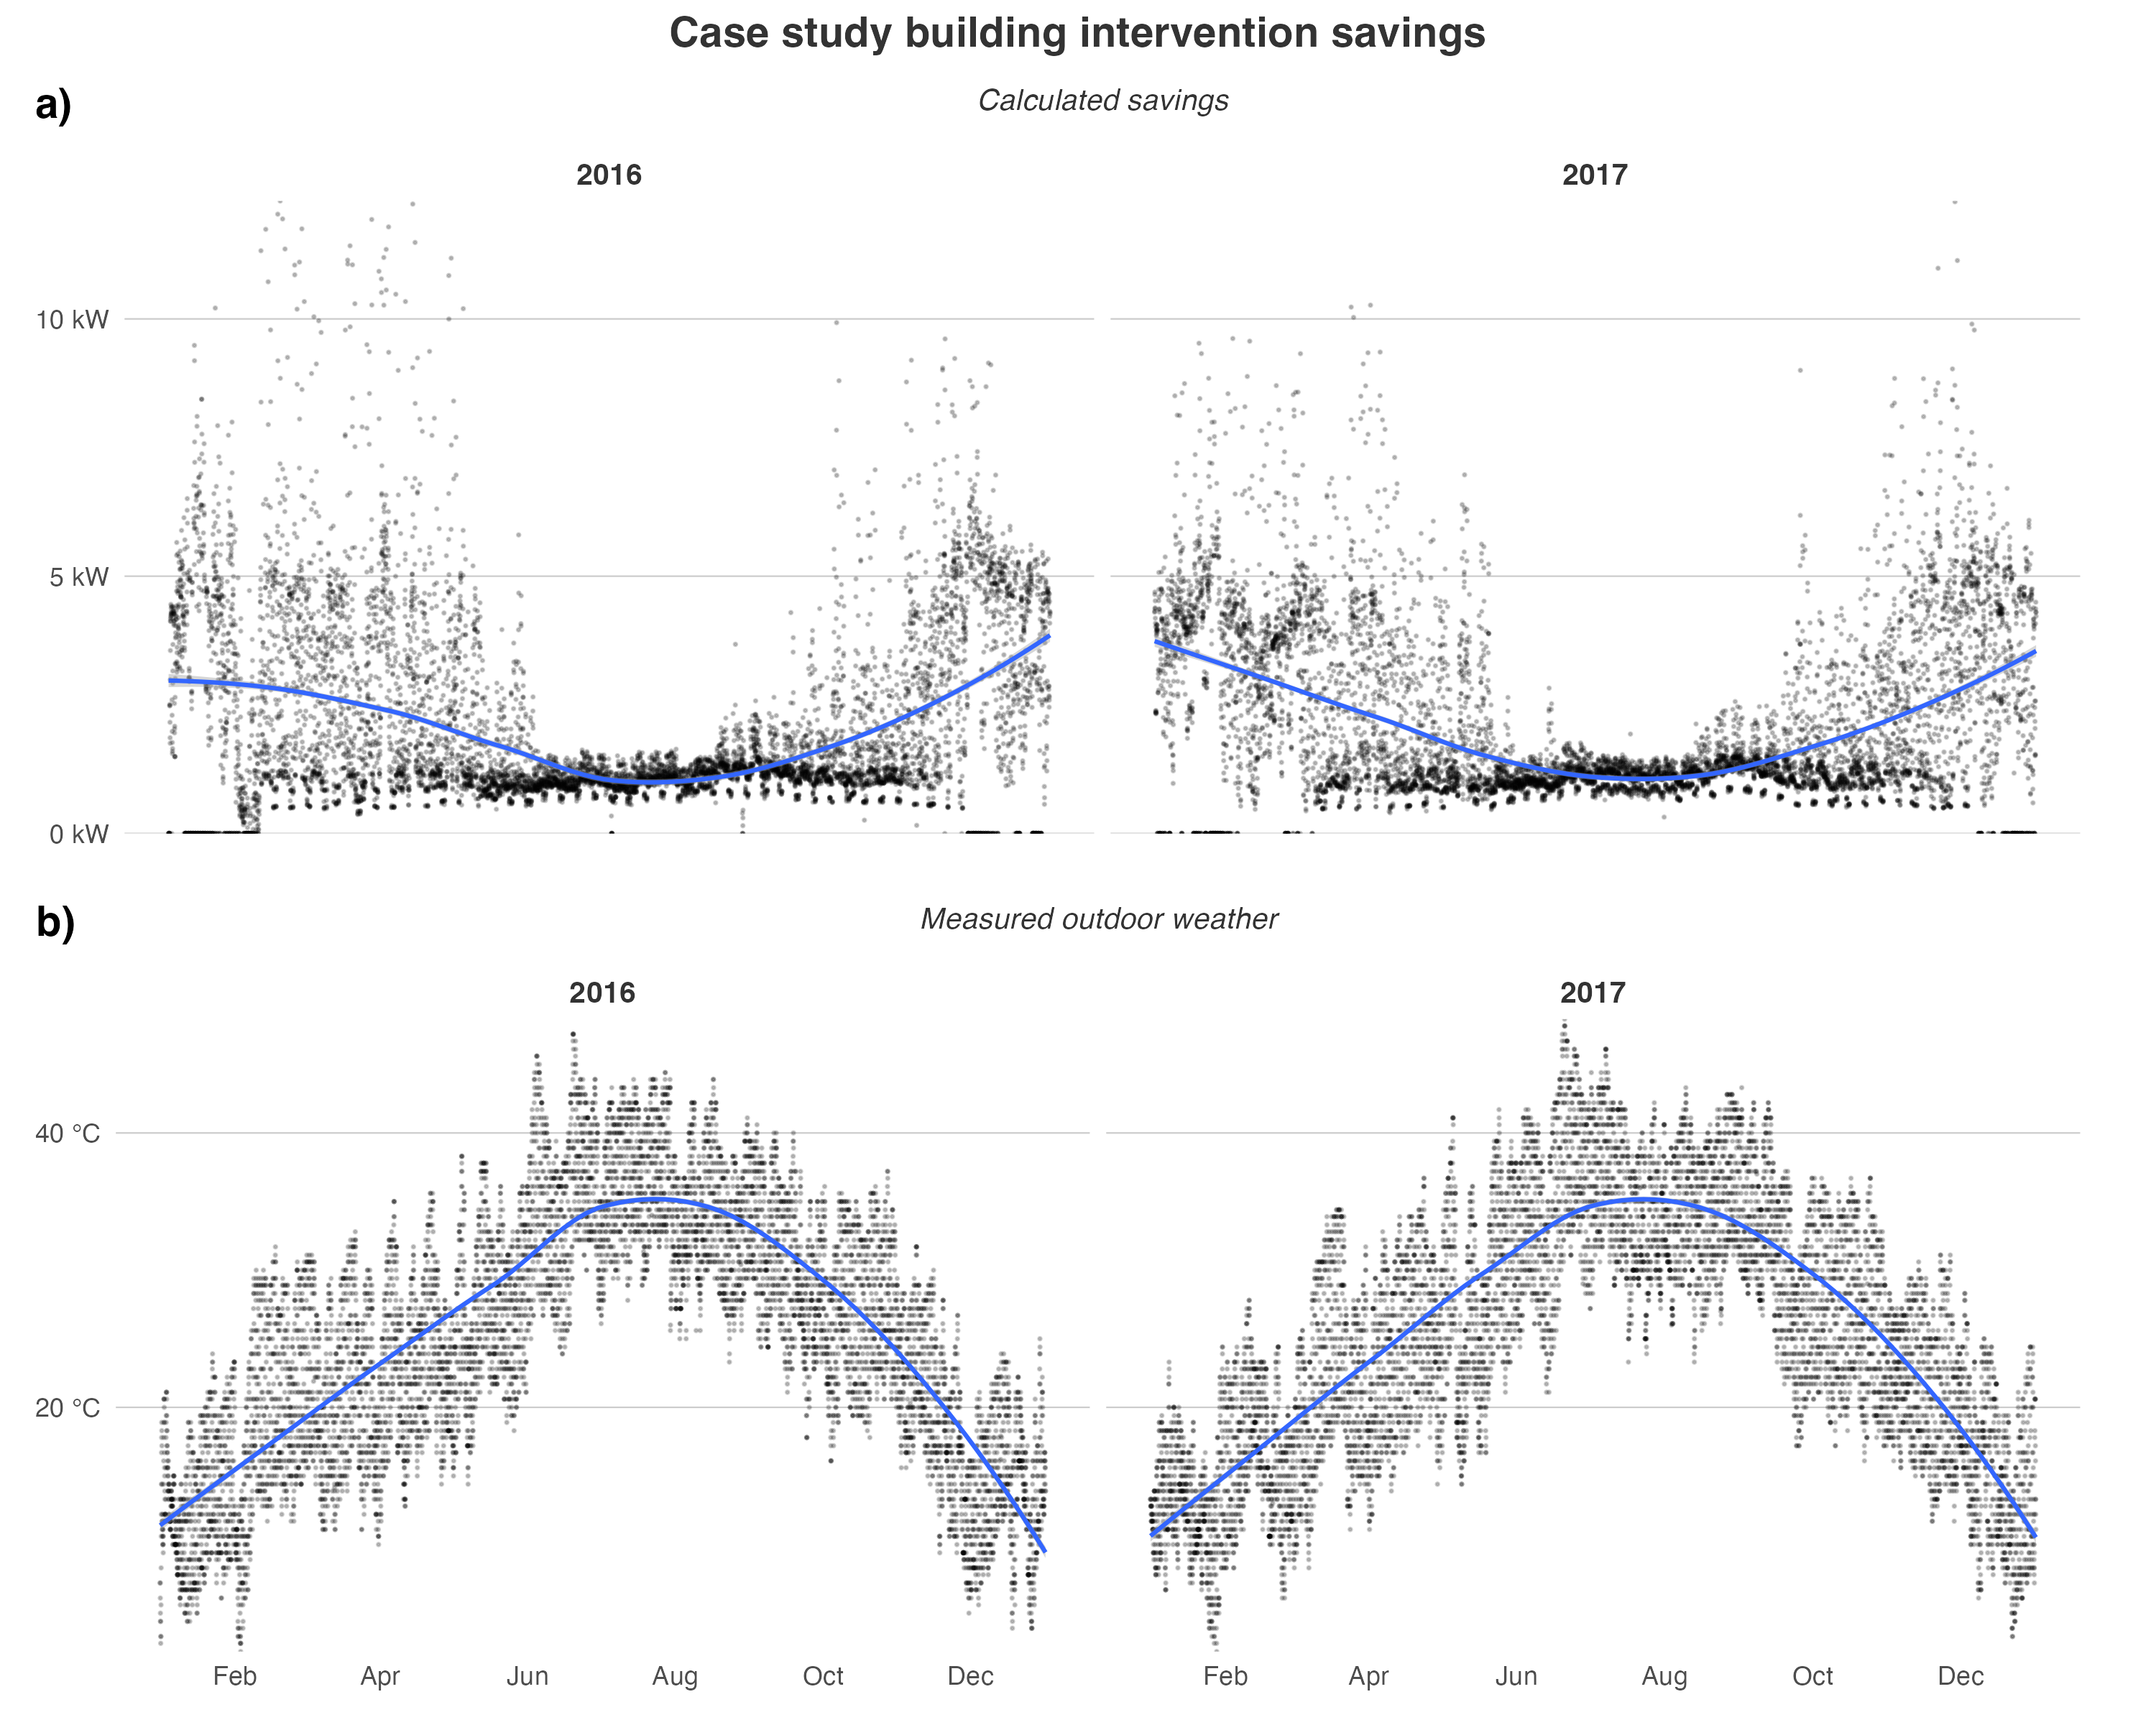 Case study building intervention savings
a)
Calculated savings
2016 2017
10 kW
5 kW
0 kW
b)
Measured outdoor weather
2016 2017
40 °C
20 °C
Feb Apr Jun Aug Oct Dec Feb Apr Jun Aug Oct Dec